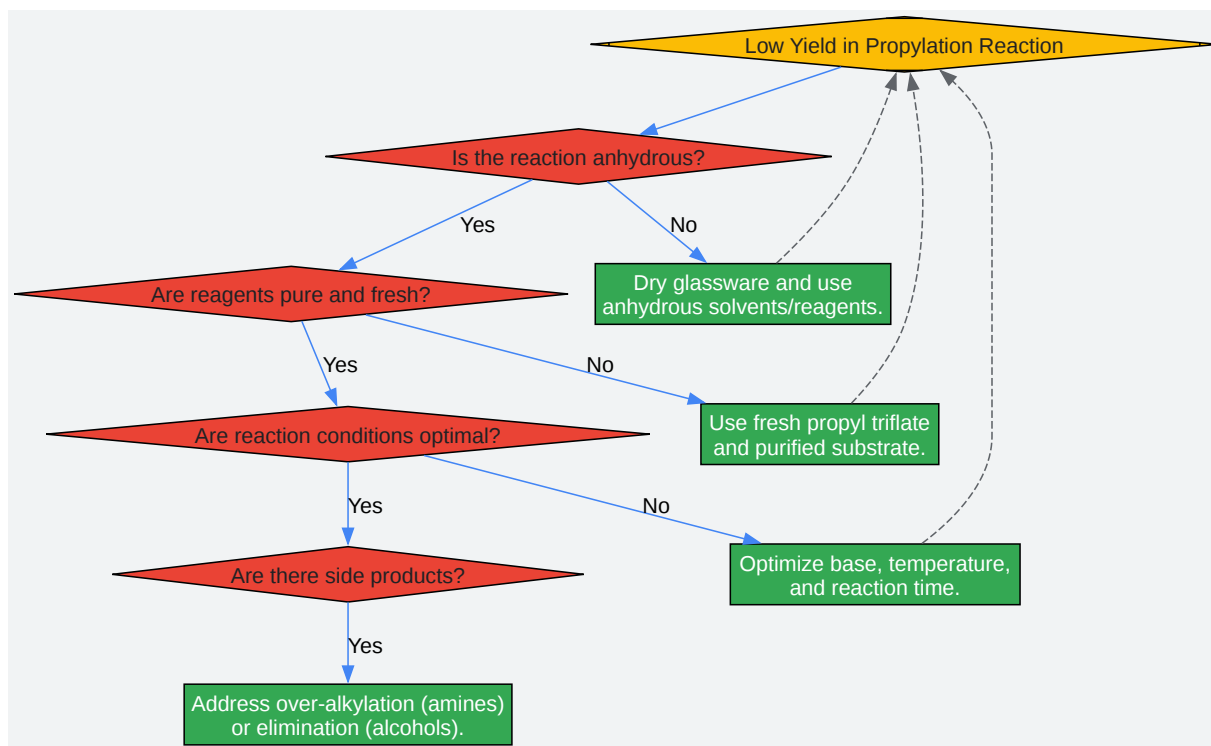 Low Yield in Propylation Reaction
Is the reaction anhydrous?
Yes
No
Are reagents pure and fresh?
Dry glassware and use
anhydrous solvents/reagents.
Yes
No
Are reaction conditions optimal?
Use fresh propyl triflate
and purified substrate.
Yes
No
Are there side products?
Optimize base, temperature,
and reaction time.
Yes
Address over-alkylation (amines)
or elimination (alcohols).